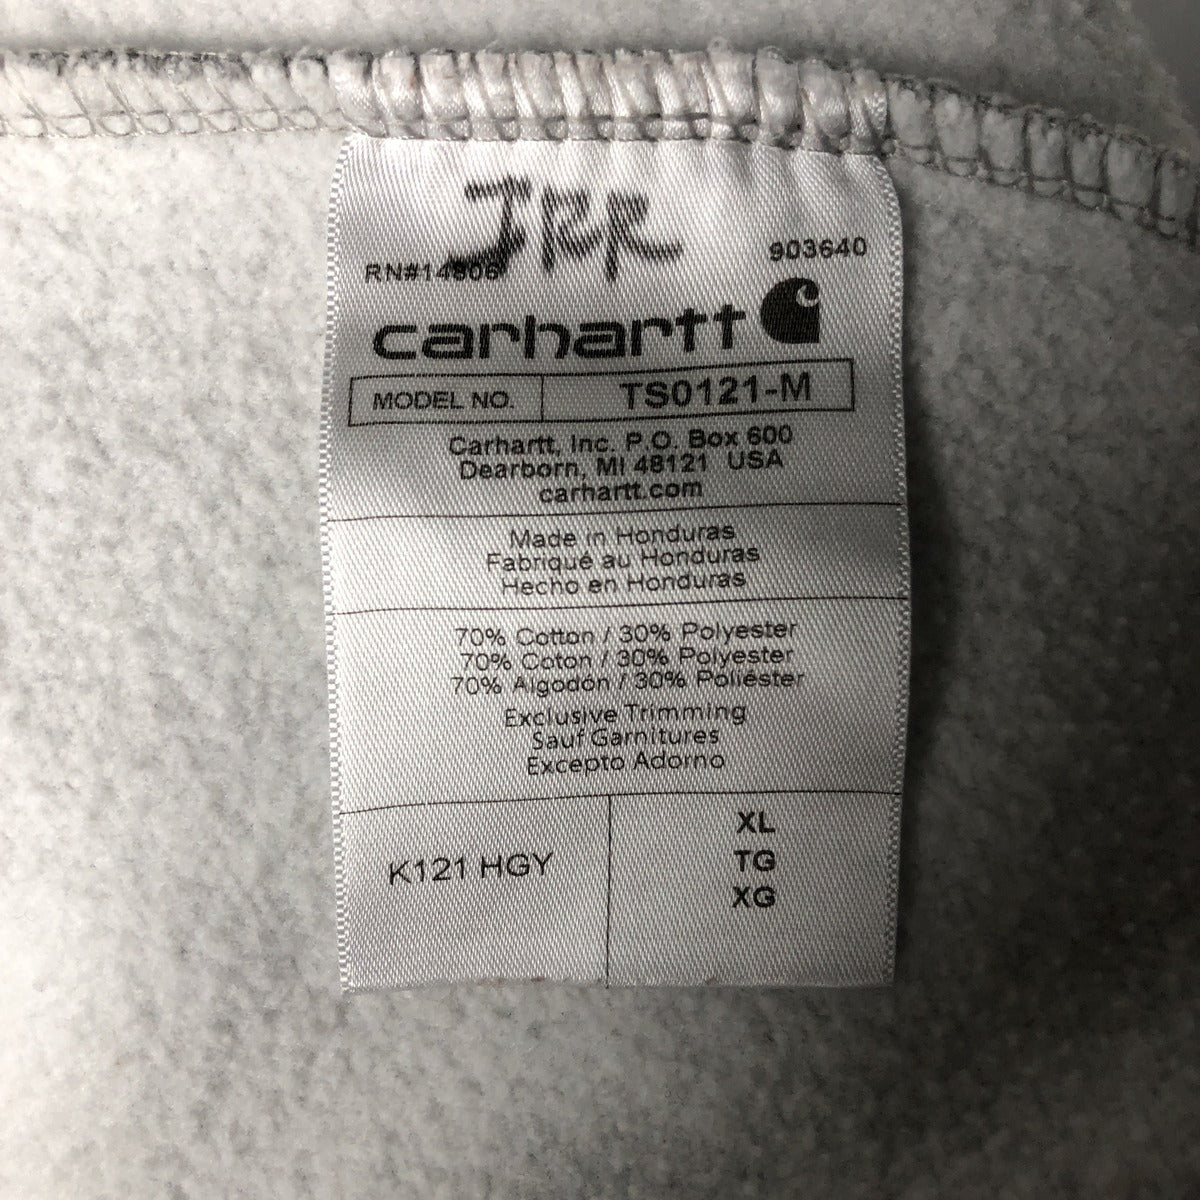 JRR
RN#14806 903640
carhartt
MODEL NO. TS0121-M
Carhartt, Inc. P.O. Box 600
Dearborn, MI 48121 USA
carhartt.com
Made in Honduras
Fabriqué au Honduras
Hecho en Honduras
70% Cotton / 30% Polyester
70% Coton / 30% Polyester
70% Algodón / 30% Poliéster
Exclusive Trimming
Sauf Garnitures
Excepto Adorno
K121 HGY
XL
TG
XG